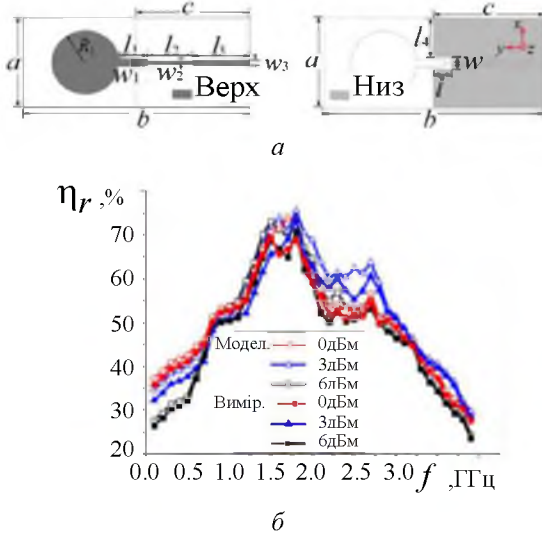 c c
a R₁ l₁ l₂ l₃ w₁ w₂ w₃ a l₄ w l x y z
Верх Низ
b b
а
ηr ,%
70
60
50
40
30
20
Модел. 0дБм
3дБм
6дБм
Вимір. 0дБм
3дБм
6дБм
0.0 0.5 1.0 1.5 2.0 2.5 3.0 f ,ГГц
б